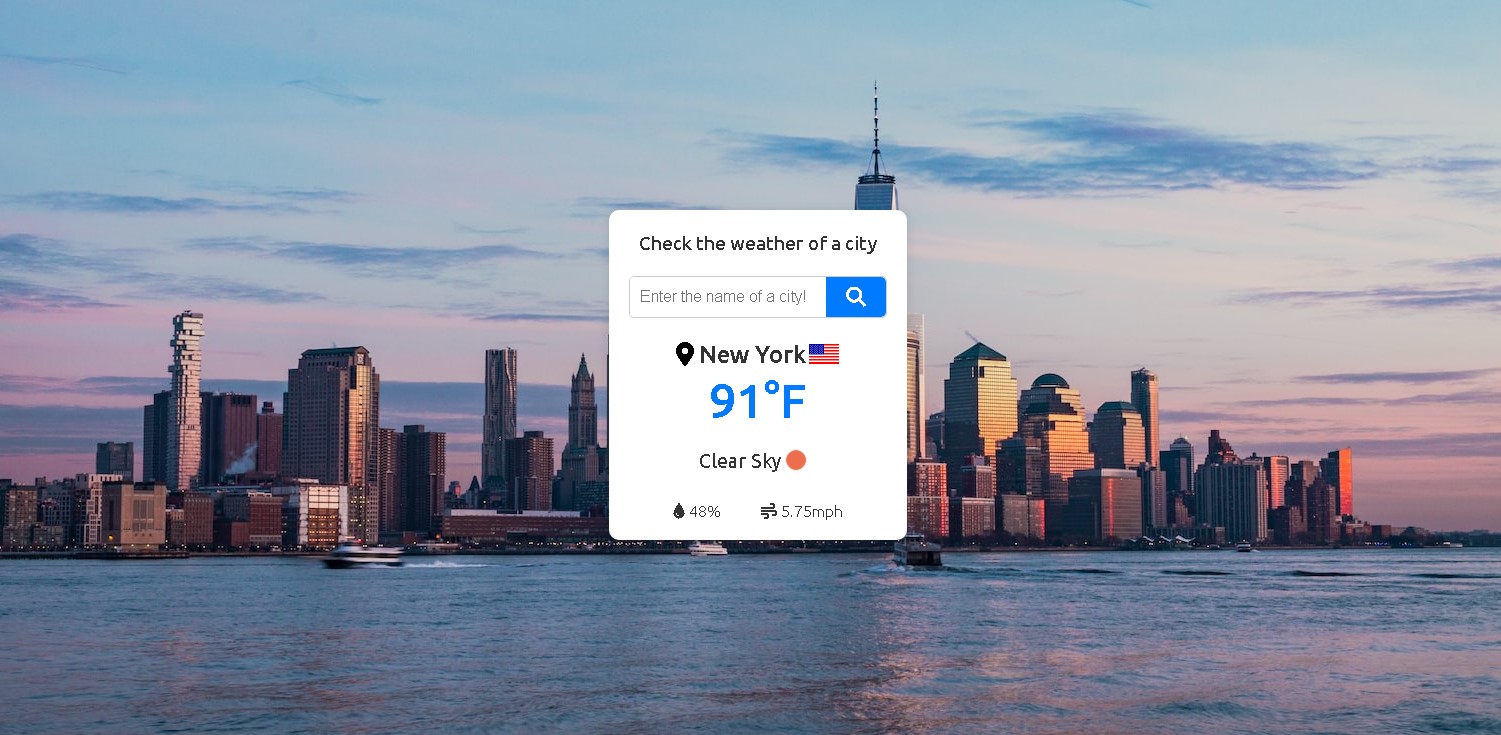 Check the weather of a city
Enter the name of a city!
New York
91°F
Clear Sky
48% 5.75mph